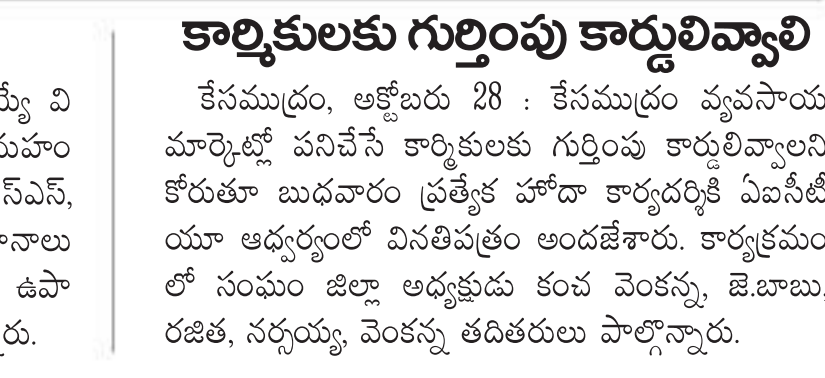 కార్మికులకు గుర్తింపు కార్డులివ్వాలి
కేసముద్రం, అక్టోబరు 28 : కేసముద్రం వ్యవసాయ
మార్కెట్లో పనిచేసే కార్మికులకు గుర్తింపు కార్డులివ్వాలని
కోరుతూ బుధవారం ప్రత్యేక హోదా కార్యదర్శికి ఏఐసీటీ
యూ ఆధ్వర్యంలో వినతిపత్రం అందజేశారు. కార్యక్రమం
లో సంఘం జిల్లా అధ్యక్షుడు కంచ వెంకన్న, జె.బాబు,
రజిత, నర్సయ్య, వెంకన్న తదితరులు పాల్గొన్నారు.
వి
ఉపా